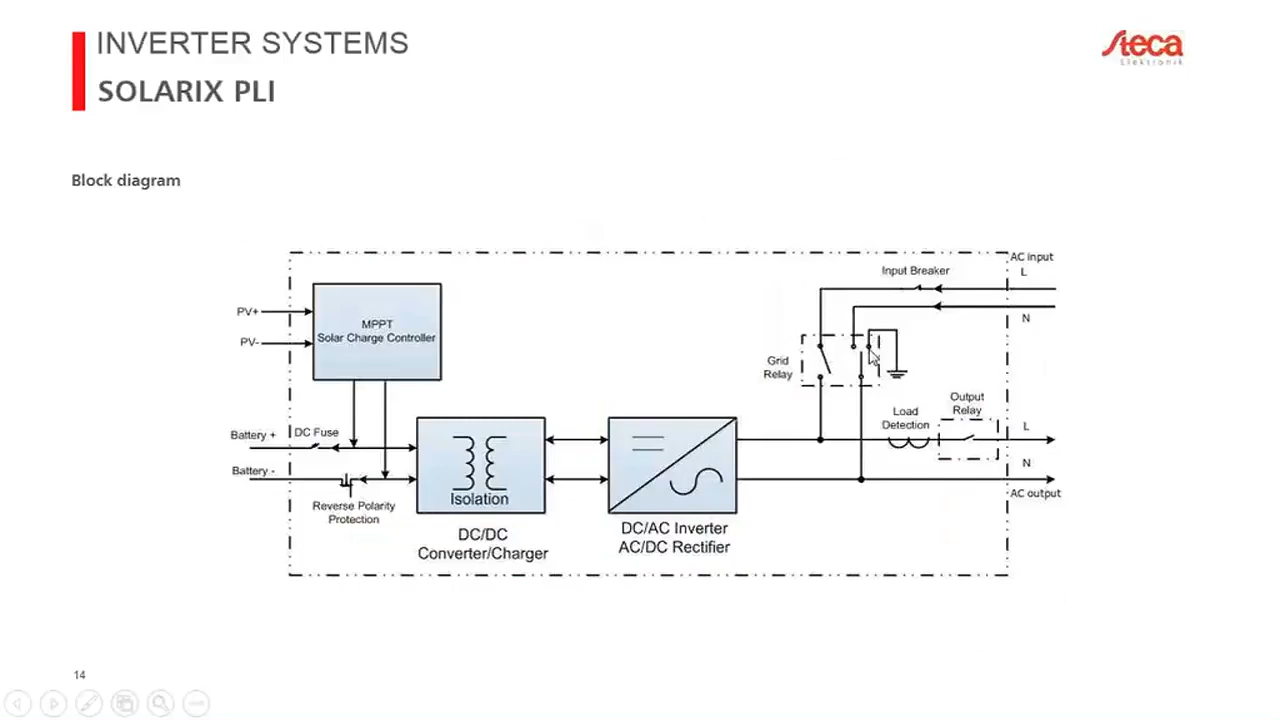 INVERTER SYSTEMS
SOLARIX PLI
Steca
Elektronik
Block diagram
AC input
L
N
Input Breaker
PV+
PV-
MPPT
Solar Charge Controller
Grid
Relay
Output
Relay
Load
Detection
L
N
AC output
Battery +
DC Fuse
Battery -
Reverse Polarity
Protection
Isolation
DC/DC
Converter/Charger
DC/AC Inverter
AC/DC Rectifier
14